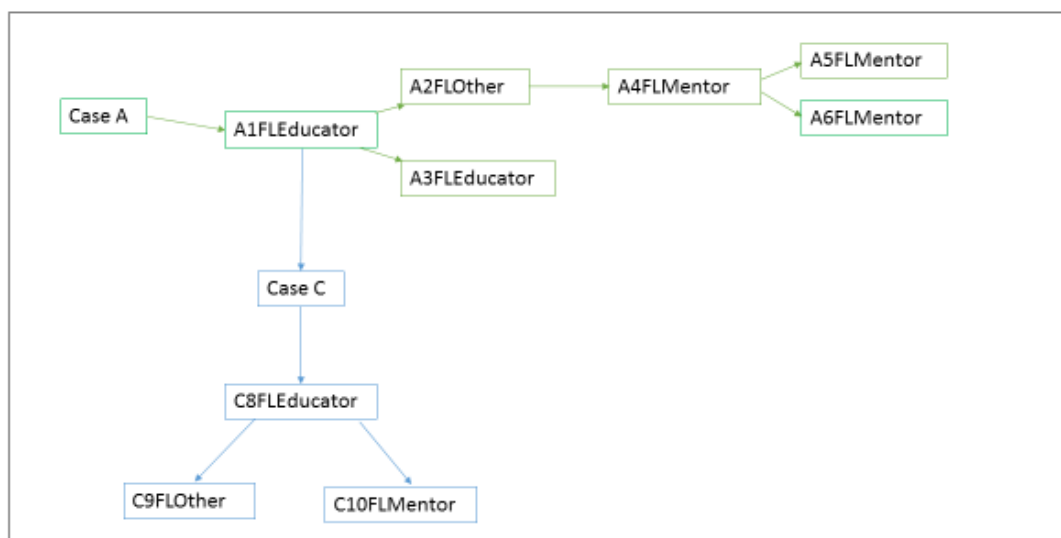 A5FLMentor
A2FLOther
A4FLMentor
Case A
A6FLMentor
A1FLEducator
A3FLEducator
Case C
C8FLEducator
C9FLOther
C10FLMentor